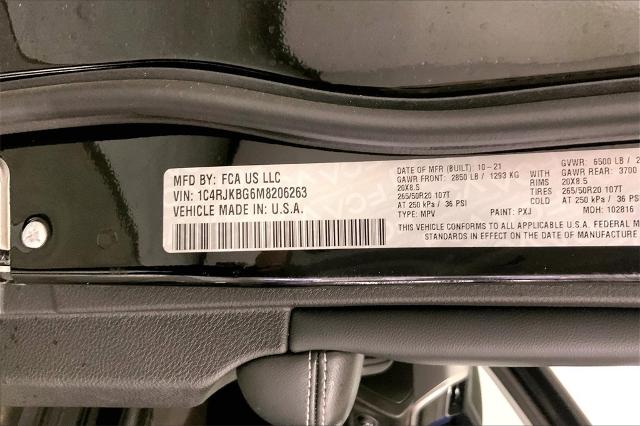 MFD BY: FCA US LLC
VIN: 1C4RJKBG6M8206263
VEHICLE MADE IN: U.S.A.
DATE OF MFR (BUILT): 10-21 GVWR: 6500 LB / 2
GAWR FRONT: 2850 LB / 1293 KG WITH GAWR REAR: 3700
20X8.5 RIMS 20X8.5
265/50R20 107T TIRES 265/50R20 107T
AT 250 kPa / 36 PSI COLD AT 250 kPa / 36 PS
TYPE: MPV PAINT: PXJ MDH: 102816
THIS VEHICLE CONFORMS TO ALL APPLICABLE U.S.A. FEDERAL M
STANDARDS IN EFFECT ON THE DATE OF MANUFACTURE